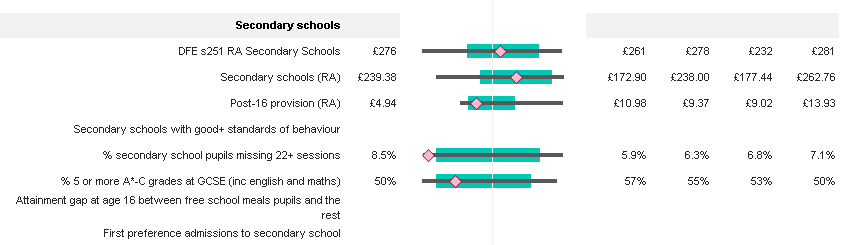 Secondary schools
DFE s251 RA Secondary Schools £276 £261 £278 £232 £281
Secondary schools (RA) £239.38 £172.90 £238.00 £177.44 £262.76
Post-16 provision (RA) £4.94 £10.98 £9.37 £9.02 £13.93
Secondary schools with good+ standards of behaviour
% secondary school pupils missing 22+ sessions 8.5% 5.9% 6.3% 6.8% 7.1%
% 5 or more A*-C grades at GCSE (inc english and maths) 50% 57% 55% 53% 50%
Attainment gap at age 16 between free school meals pupils and the
rest
First preference admissions to secondary school